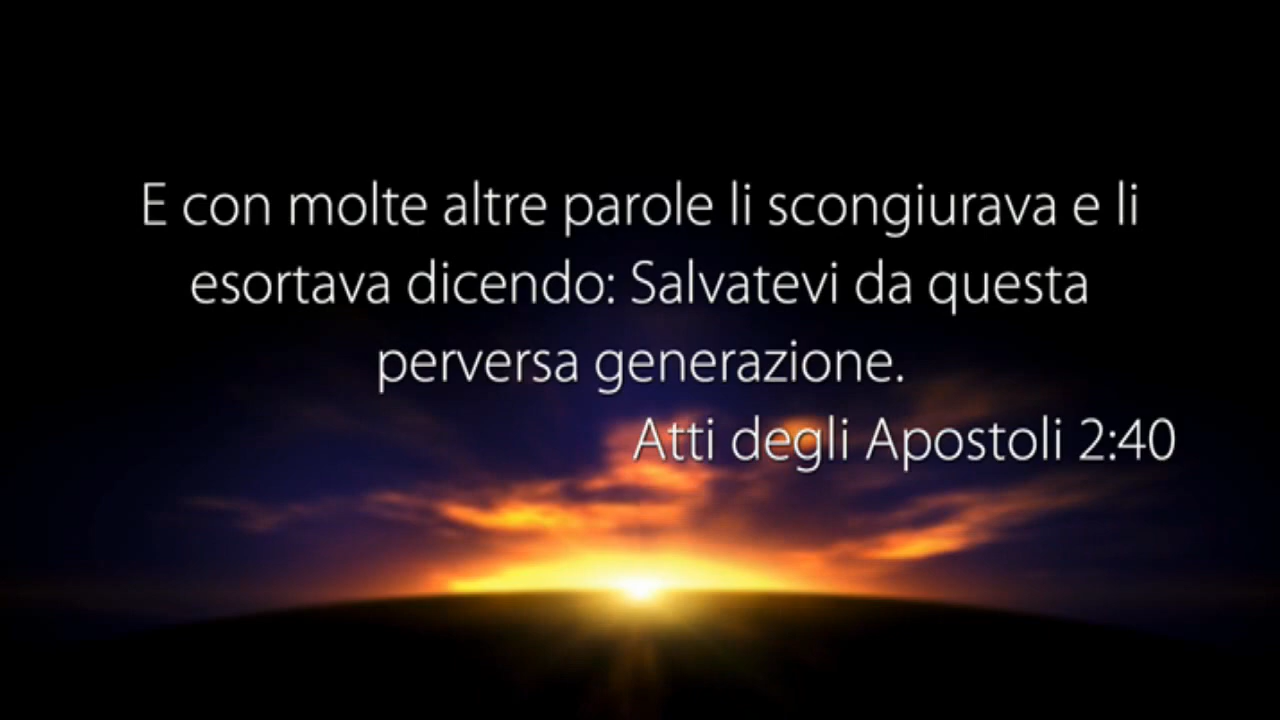 E con molte altre parole li scongiurava e li
esortava dicendo: Salvatevi da questa
perversa generazione.
Atti degli Apostoli 2:40